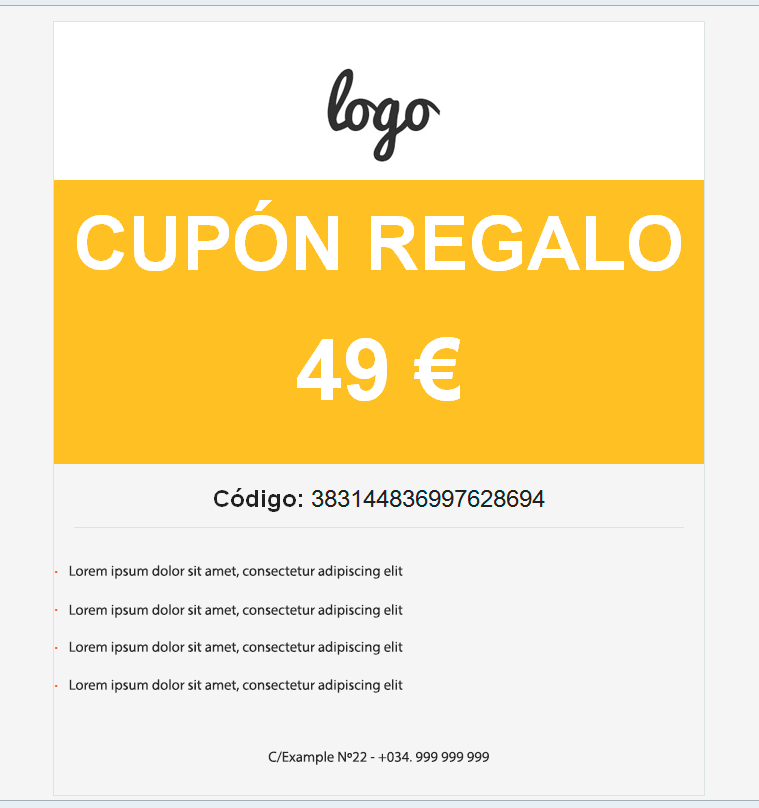 logo
CUPÓN REGALO
49 €
Código: 383144836997628694
· Lorem ipsum dolor sit amet, consectetur adipiscing elit
· Lorem ipsum dolor sit amet, consectetur adipiscing elit
· Lorem ipsum dolor sit amet, consectetur adipiscing elit
· Lorem ipsum dolor sit amet, consectetur adipiscing elit
C/Example Nº22 - +034. 999 999 999